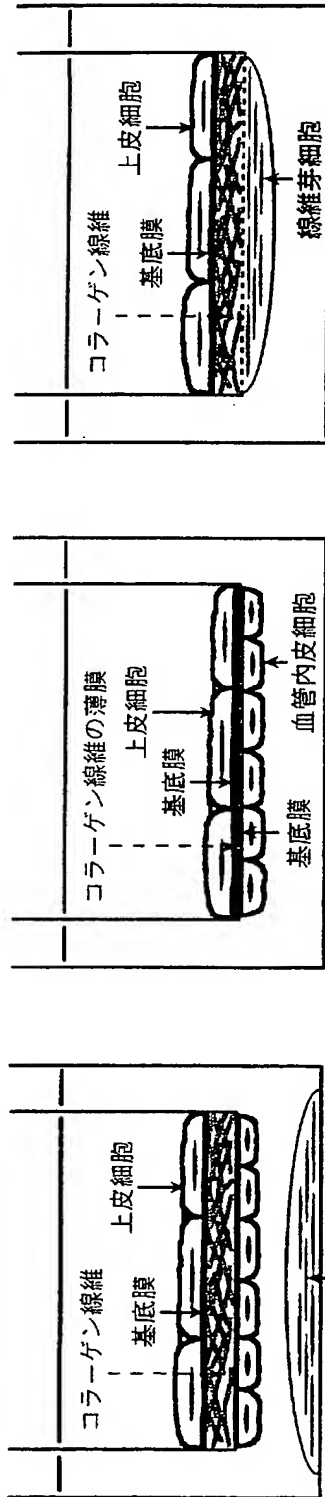 コラーゲン線維
基底膜
上皮細胞
コラーゲン線維の薄膜
上皮細胞
基底膜
基底膜
血管内皮細胞
コラーゲン線維
基底膜
上皮細胞
線維芽細胞